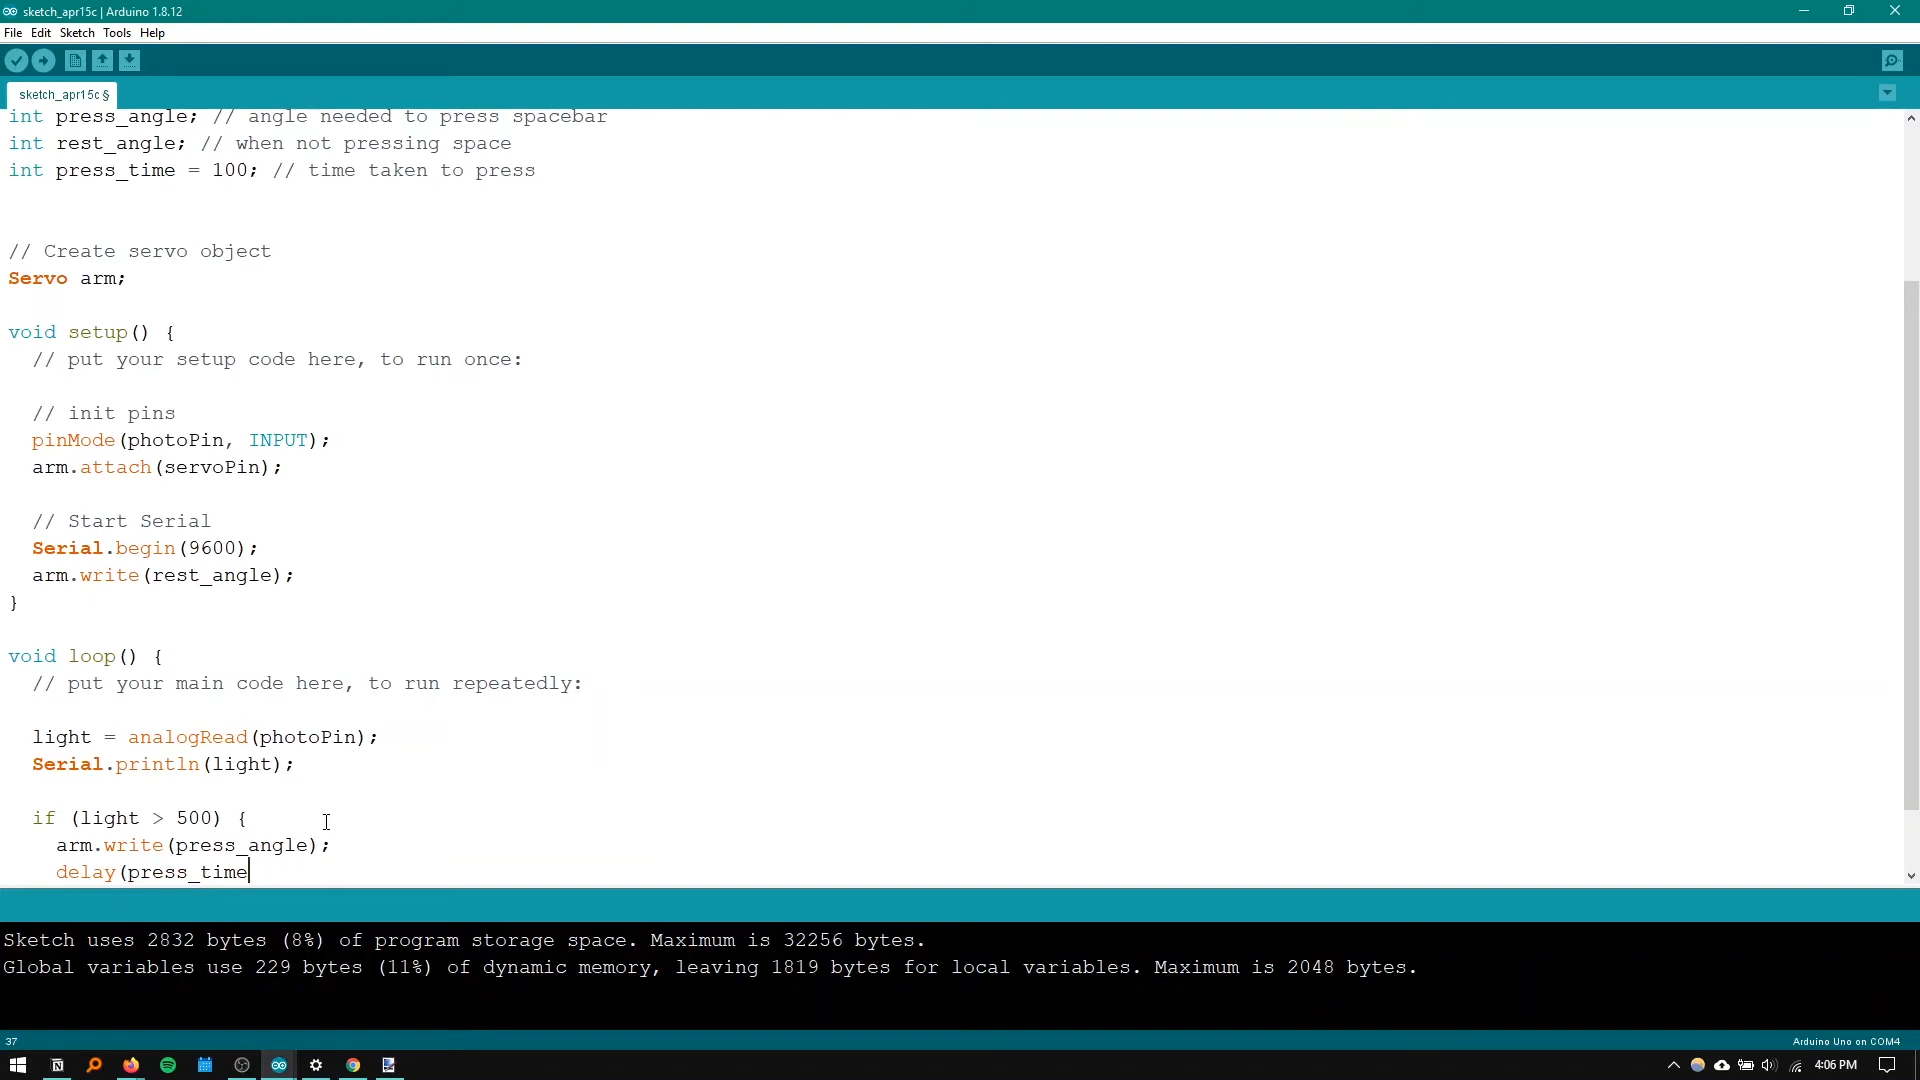 sketch_apr15c | Arduino 1.8.12
File Edit Sketch Tools Help
sketch_apr15c §
int press_angle; // angle needed to press spacebar
int rest_angle; // when not pressing space
int press_time = 100; // time taken to press
// Create servo object
Servo arm;
void setup() {
// put your setup code here, to run once:
// init pins
pinMode(photoPin, INPUT);
arm.attach(servoPin);
// Start Serial
Serial.begin(9600);
arm.write(rest_angle);
}
void loop() {
// put your main code here, to run repeatedly:
light = analogRead(photoPin);
Serial.println(light);
if (light > 500) {
arm.write(press_angle);
delay(press_time
Sketch uses 2832 bytes (8%) of program storage space. Maximum is 32256 bytes.
Global variables use 229 bytes (11%) of dynamic memory, leaving 1819 bytes for local variables. Maximum is 2048 bytes.
37
Arduino Uno on COM4
4:06 PM